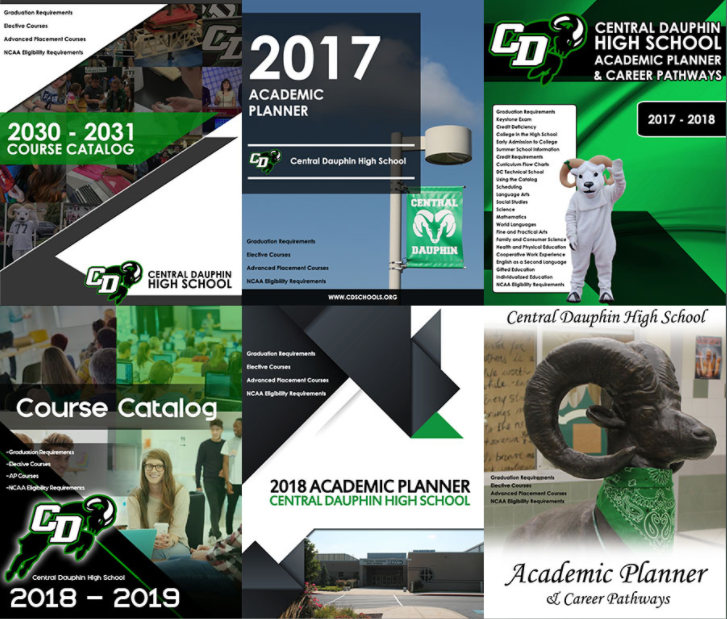 Graduation Requirements
Elective Courses
Advanced Placement Courses
NCAA Eligibility Requirements
2030 - 2031
COURSE CATALOG
CD
CENTRAL DAUPHIN
HIGH SCHOOL
2017
ACADEMIC
PLANNER
CD Central Dauphin High School
CENTRAL
DAUPHIN
Graduation Requirements
Elective Courses
Advanced Placement Courses
NCAA Eligibility Requirements
WWW.CDSCHOOLS.ORG
CD
CENTRAL DAUPHIN
HIGH SCHOOL
ACADEMIC PLANNER
& CAREER PATHWAYS
2017 - 2018
Graduation Requirements
Keystone Exam
Credit Deficiency
College in the High School
Early Admission to College
Summer School Information
Credit Requirements
Curriculum Flow Charts
DC Technical School
Using the Catalog
Scheduling
Language Arts
Social Studies
Science
Mathematics
World Languages
Fine and Practical Arts
Family and Consumer Science
Health and Physical Education
Cooperative Work Experience
English as a Second Language
Gifted Education
Individualized Education
NCAA Eligibility Requirements
Course Catalog
-Graduation Requirements
-Elective Courses
-AP Courses
-NCAA Eligibility Requirements
CD
Central Dauphin High School
2018 - 2019
Graduation Requirements
Elective Courses
Advanced Placement Courses
NCAA Eligibility Requirements
2018 ACADEMIC PLANNER
CENTRAL DAUPHIN HIGH SCHOOL
Central Dauphin High School
Graduation Requirements
Elective Courses
Advanced Placement Courses
NCAA Eligibility Requirements
Academic Planner
& Career Pathways